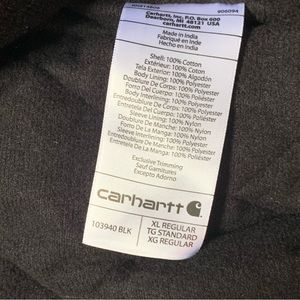 906094
Carhartt, Inc. P.O. Box 600
Dearborn, MI 48121 USA
carhartt.com
Made in India
Fabriqué en Inde
Hecho en India
Shell: 100% Cotton
Extérieur: 100% Coton
Tela Exterior: 100% Algodón
Body Lining: 100% Polyester
Doublure Du Corps: 100% Polyester
Forro Del Cuerpo: 100% Poliéster
Body Interlining: 100% Polyester
Entredoublure De Corps: 100% Polyester
Entretela Del Cuerpo: 100% Poliéster
Sleeve Lining: 100% Nylon
Doublure De Manche: 100% Nylon
Forro De La Manga: 100% Nylon
Sleeve Interlining: 100% Polyester
Entredoublure De Manche: 100% Polyester
Entretela De La Manga: 100% Poliéster
Exclusive Trimming
Sauf Garnitures
Excepto Adorno
carhartt
103940 BLK
XL REGULAR
TG STANDARD
XG REGULAR